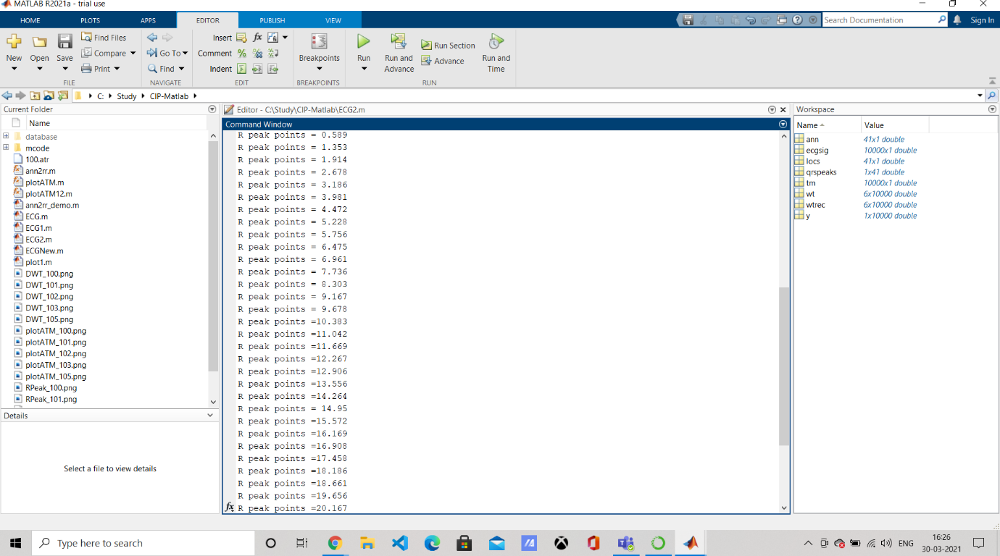 MATLAB R2021a - trial use
HOME PLOTS APPS EDITOR PUBLISH VIEW
Search Documentation
Sign In
New Open Save
Find Files
Compare
Print
Go To
Find
Insert
Comment
Indent
Breakpoints
Run
Run and Advance
Run Section
Advance
Run and Time
FILE NAVIGATE EDIT BREAKPOINTS RUN
C: Study CIP-Matlab
Current Folder
Name
database
mcode
100.atr
ann2rr.m
plotATM.m
plotATM12.m
ann2rr_demo.m
ECG.m
ECG1.m
ECG2.m
ECGNew.m
plot1.m
DWT_100.png
DWT_101.png
DWT_102.png
DWT_103.png
DWT_105.png
plotATM_100.png
plotATM_101.png
plotATM_102.png
plotATM_103.png
plotATM_105.png
RPeak_100.png
RPeak_101.png
Details
Select a file to view details
Editor - C:\Study\CIP-Matlab\ECG2.m
Command Window
R peak points = 0.589
R peak points = 1.353
R peak points = 1.914
R peak points = 2.678
R peak points = 3.186
R peak points = 3.981
R peak points = 4.472
R peak points = 5.228
R peak points = 5.756
R peak points = 6.475
R peak points = 6.961
R peak points = 7.736
R peak points = 8.303
R peak points = 9.167
R peak points = 9.678
R peak points =10.383
R peak points =11.042
R peak points =11.669
R peak points =12.267
R peak points =12.906
R peak points =13.556
R peak points =14.264
R peak points = 14.95
R peak points =15.572
R peak points =16.169
R peak points =16.908
R peak points =17.458
R peak points =18.186
R peak points =18.661
R peak points =19.656
fx R peak points =20.167
Workspace
Name Value
ann 41x1 double
ecgsig 10000x1 double
locs 41x1 double
qrspeaks 1x41 double
tm 10000x1 double
wt 6x10000 double
wtrec 6x10000 double
y 1x10000 double
Type here to search
ENG
16:26
30-03-2021